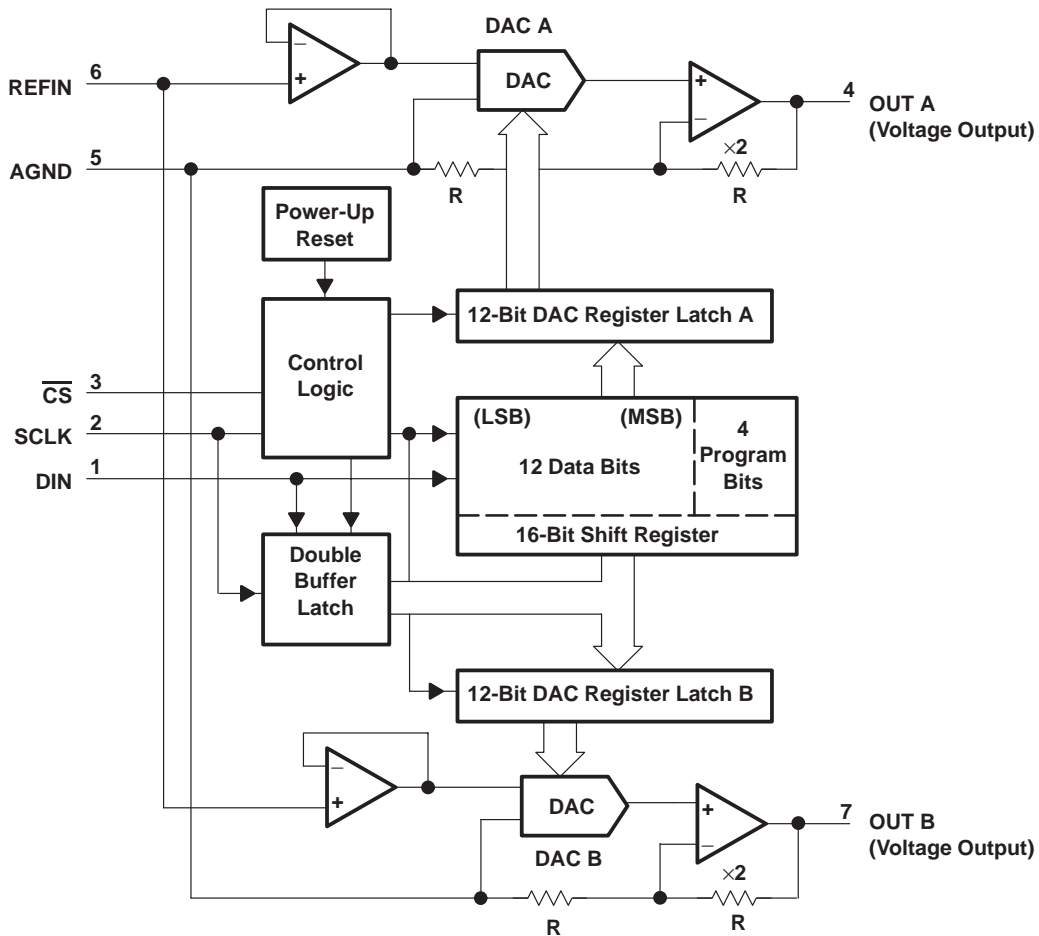 DAC A
−
+
6
REFIN
DAC
+
−
4
OUT A
(Voltage Output)
5
AGND
R
×2
R
Power-Up
Reset
12-Bit DAC Register Latch A
Control
Logic
3
CS
2
SCLK
1
DIN
(LSB)
(MSB)
12 Data Bits
4
Program
Bits
16-Bit Shift Register
Double
Buffer
Latch
12-Bit DAC Register Latch B
−
+
DAC
DAC B
+
−
7
OUT B
(Voltage Output)
R
×2
R